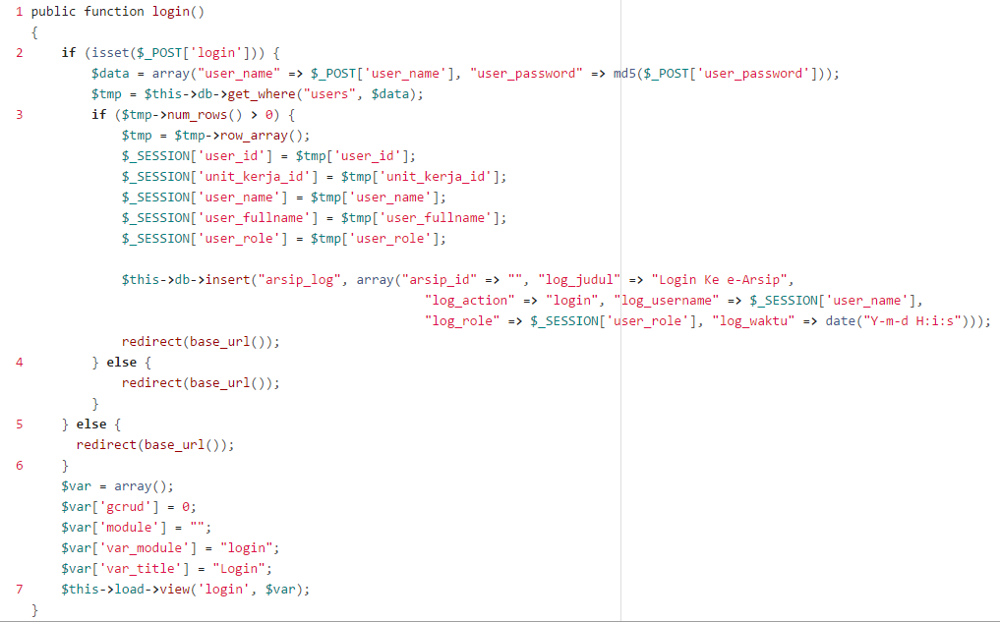 1 public function login()
{
2 if (isset($_POST['login'])) {
$data = array("user_name" => $_POST['user_name'], "user_password" => md5($_POST['user_password']));
$tmp = $this->db->get_where("users", $data);
3 if ($tmp->num_rows() > 0) {
$tmp = $tmp->row_array();
$_SESSION['user_id'] = $tmp['user_id'];
$_SESSION['unit_kerja_id'] = $tmp['unit_kerja_id'];
$_SESSION['user_name'] = $tmp['user_name'];
$_SESSION['user_fullname'] = $tmp['user_fullname'];
$_SESSION['user_role'] = $tmp['user_role'];
$this->db->insert("arsip_log", array("arsip_id" => "", "log_judul" => "Login Ke e-Arsip",
"log_action" => "login", "log_username" => $_SESSION['user_name'],
"log_role" => $_SESSION['user_role'], "log_waktu" => date("Y-m-d H:i:s")));
redirect(base_url());
4 } else {
redirect(base_url());
}
5 } else {
redirect(base_url());
6 }
$var = array();
$var['gcrud'] = 0;
$var['module'] = "";
$var['var_module'] = "login";
$var['var_title'] = "Login";
7 $this->load->view('login', $var);
}